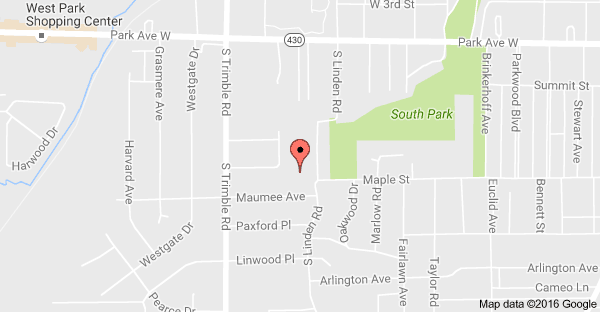 W 3rd St
West Park
Shopping Center
Park Ave W
430
Park Ave W
Grasmere Ave
Westgate Dr
S Trimble Rd
S Linden Rd
Brinkerhoff Ave
Parkwood Blvd
Summit St
Stewart Ave
South Park
Harwood Dr
Harvard Ave
S Trimble Rd
Maple St
Maumee Ave
Westgate Dr
Paxford Pl
S Linden Rd
Oakwood Dr
Marlow Rd
Fairlawn Ave
Taylor Rd
Euclid Ave
Bennett St
Linwood Pl
Arlington Ave
Arlington Ave
Cameo Ln
Pearce Dr
Map data ©2016 Google